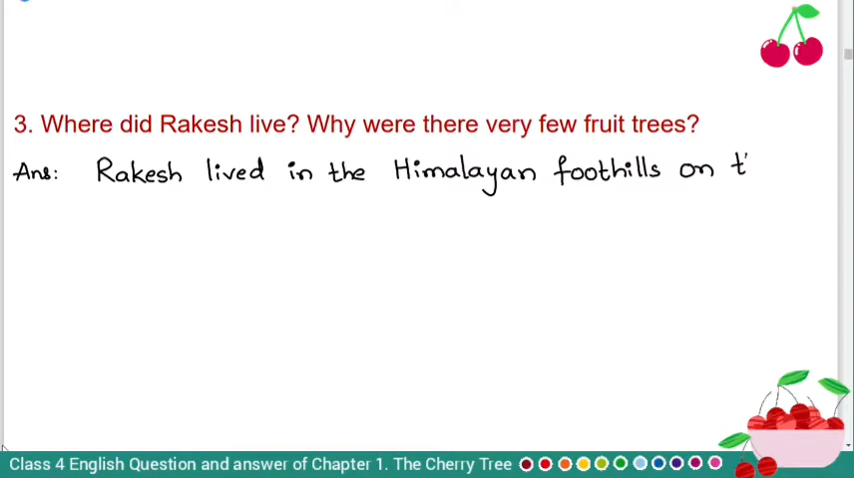 3. Where did Rakesh live? Why were there very few fruit trees?
Ans: Rakesh lived in the Himalayan foothills on t
Class 4 English Question and answer of Chapter 1. The Cherry Tree